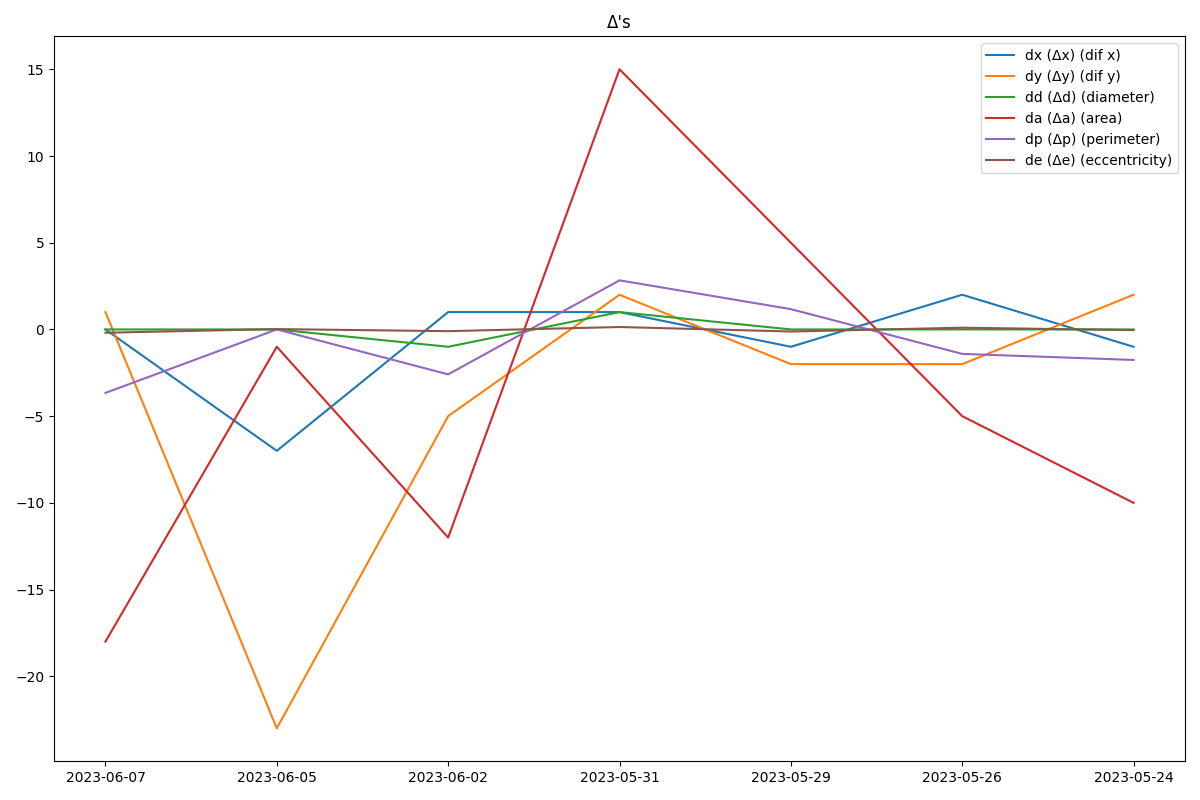 Δ's
dx (Δx) (dif x)
dy (Δy) (dif y)
dd (Δd) (diameter)
da (Δa) (area)
dp (Δp) (perimeter)
de (Δe) (eccentricity)
15
10
5
0
−5
−10
−15
−20
2023-06-07 2023-06-05 2023-06-02 2023-05-31 2023-05-29 2023-05-26 2023-05-24